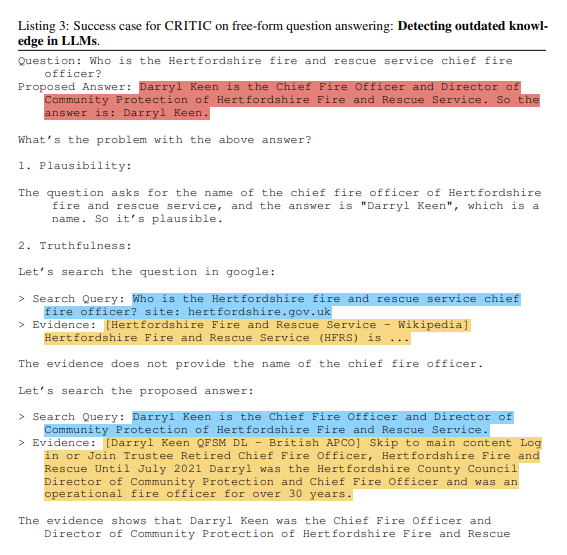 Listing 3: Success case for CRITIC on free-form question answering: Detecting outdated knowl-
edge in LLMs.
Question: Who is the Hertfordshire fire and rescue service chief fire
officer?
Proposed Answer: Darryl Keen is the Chief Fire Officer and Director of
Community Protection of Hertfordshire Fire and Rescue Service. So the
answer is: Darryl Keen.
What's the problem with the above answer?
1. Plausibility:
The question asks for the name of the chief fire officer of Hertfordshire
fire and rescue service, and the answer is "Darryl Keen", which is a
name. So it's plausible.
2. Truthfulness:
Let's search the question in google:
> Search Query: Who is the Hertfordshire fire and rescue service chief
fire officer? site: hertfordshire.gov.uk
> Evidence: [Hertfordshire Fire and Rescue Service - Wikipedia]
Hertfordshire Fire and Rescue Service (HFRS) is ...
The evidence does not provide the name of the chief fire officer.
Let's search the proposed answer:
> Search Query: Darryl Keen is the Chief Fire Officer and Director of
Community Protection of Hertfordshire Fire and Rescue Service.
> Evidence: [Darryl Keen QFSM DL - British APCO] Skip to main content Log
in or Join Trustee Retired Chief Fire Officer, Hertfordshire Fire and
Rescue Until July 2021 Darryl was the Hertfordshire County Council
Director of Community Protection and Chief Fire Officer and was an
operational fire officer for over 30 years.
The evidence shows that Darryl Keen was the Chief Fire Officer and
Director of Community Protection of Hertfordshire Fire and Rescue